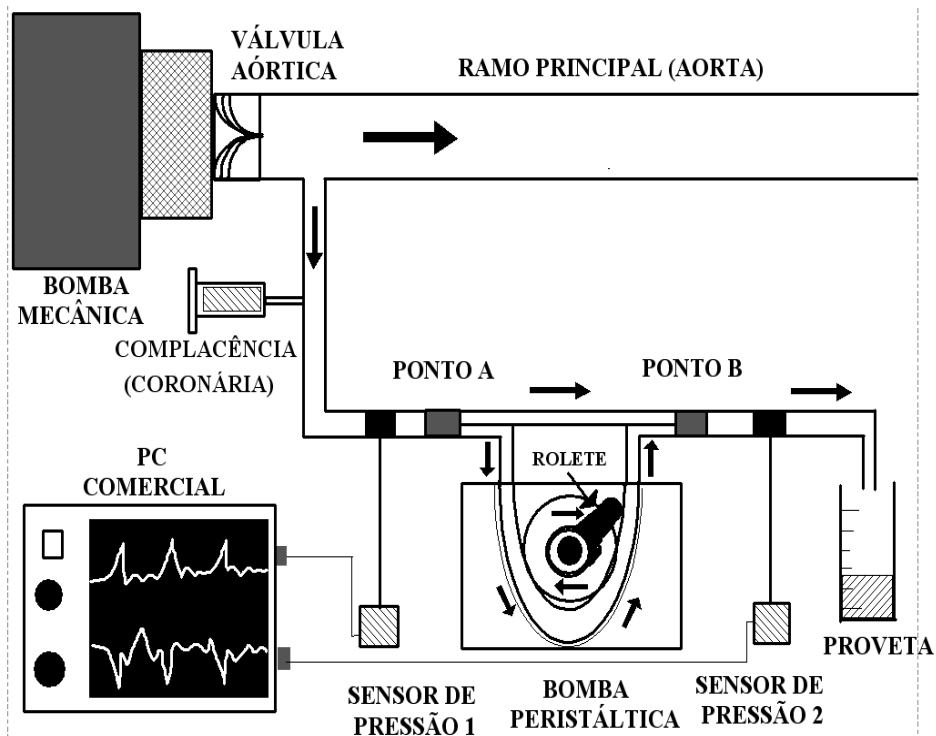 VÁLVULA
AÓRTICA
RAMO PRINCIPAL (AORTA)
BOMBA
MECÂNICA
COMPLACÊNCIA
(CORONÁRIA)
PONTO A
PONTO B
ROLETE
PC
COMERCIAL
PROVETA
SENSOR DE
PRESSÃO 1
BOMBA
PERISTÁLTICA
SENSOR DE
PRESSÃO 2